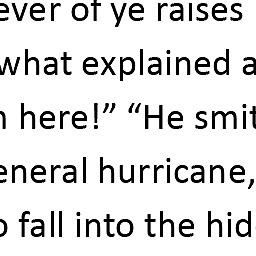 ever of ye raises
what explained a
n here!” “He smit
eneral hurricane,
o fall into the hid